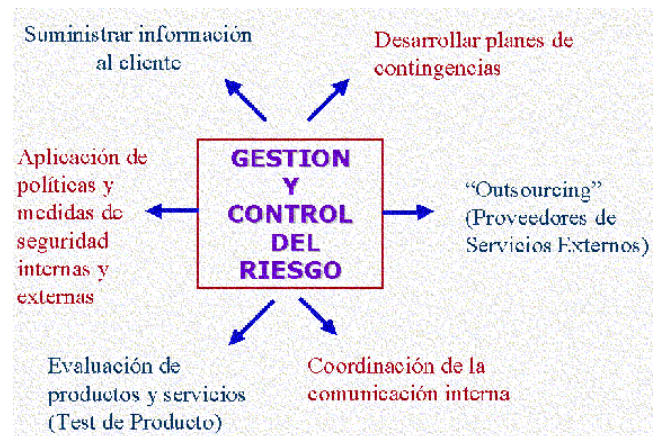 Suministrar información
al cliente
Desarrollar planes de
contingencias
Aplicación de
políticas y
medidas de
seguridad
internas y
externas
GESTION
Y
CONTROL
DEL
RIESGO
“Outsourcing”
(Proveedores de
Servicios Externos)
Evaluación de
productos y servicios
(Test de Producto)
Coordinación de la
comunicación interna